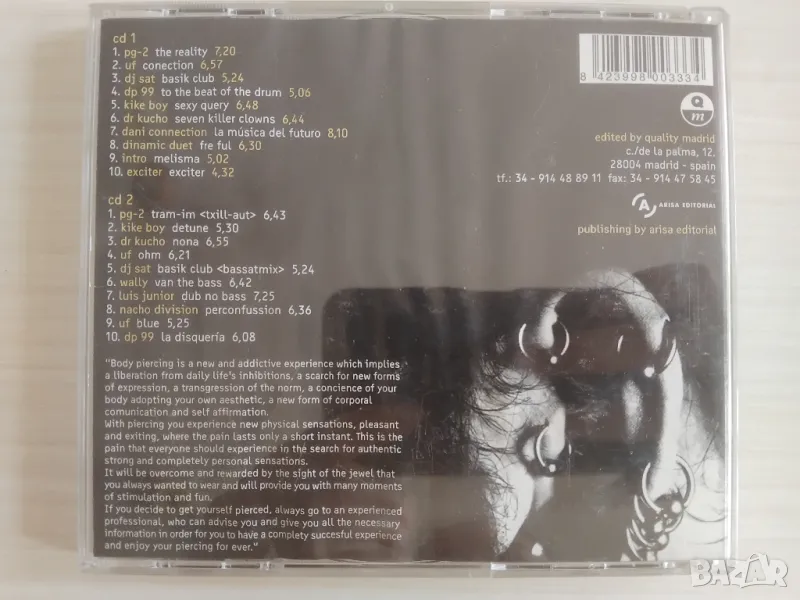 cd 1
1. pg-2 the reality 7,20
2. uf conection 6,57
3. dj sat basik club 5,24
4. dp 99 to the beat of the drum 5,06
5. kike boy sexy query 6,48
6. dr kucho seven killer clowns 6,44
7. dani connection la música del futuro 8,10
8. dinamic duet fre ful 6,30
9. intro melisma 5,02
10. exciter exciter 4,32
cd 2
1. pg-2 tram-im <txill-aut> 6,43
2. kike boy detune 5,30
3. dr kucho nona 6,55
4. uf ohm 6,21
5. dj sat basik club <bassatmix> 5,24
6. wally van the bass 6,42
7. luis junior dub no bass 7,25
8. nacho division perconfussion 6,36
9. uf blue 5,25
10. dp 99 la disquería 6,08
"Body piercing is a new and addictive experience which implies
a liberation from daily life's inhibitions, a search for new forms
of expression, a transgression of the norm, a concience of your
body adopting your own aesthetic, a new form of corporal
comunication and self affirmation.
With piercing you experience new physical sensations, pleasant
and exiting, where the pain lasts only a short instant. This is the
pain that everyone should experience in the search for authentic
strong and completely personal sensations.
It will be overcome and rewarded by the sight of the jewel that
you always wanted to wear and will provide you with many moments
of stimulation and fun.
If you decide to get yourself pierced, always go to an experienced
professional, who can advise you and give you all the necessary
information in order for you to have a complety succesful experience
and enjoy your piercing for ever."
8 423998 003334
Q
m
edited by quality madrid
c./de la palma, 12.
28004 madrid - spain
tf.: 34 - 914 48 89 11 fax: 34 - 914 47 58 45
A ARISA EDITORIAL
publishing by arisa editorial
BAZAR